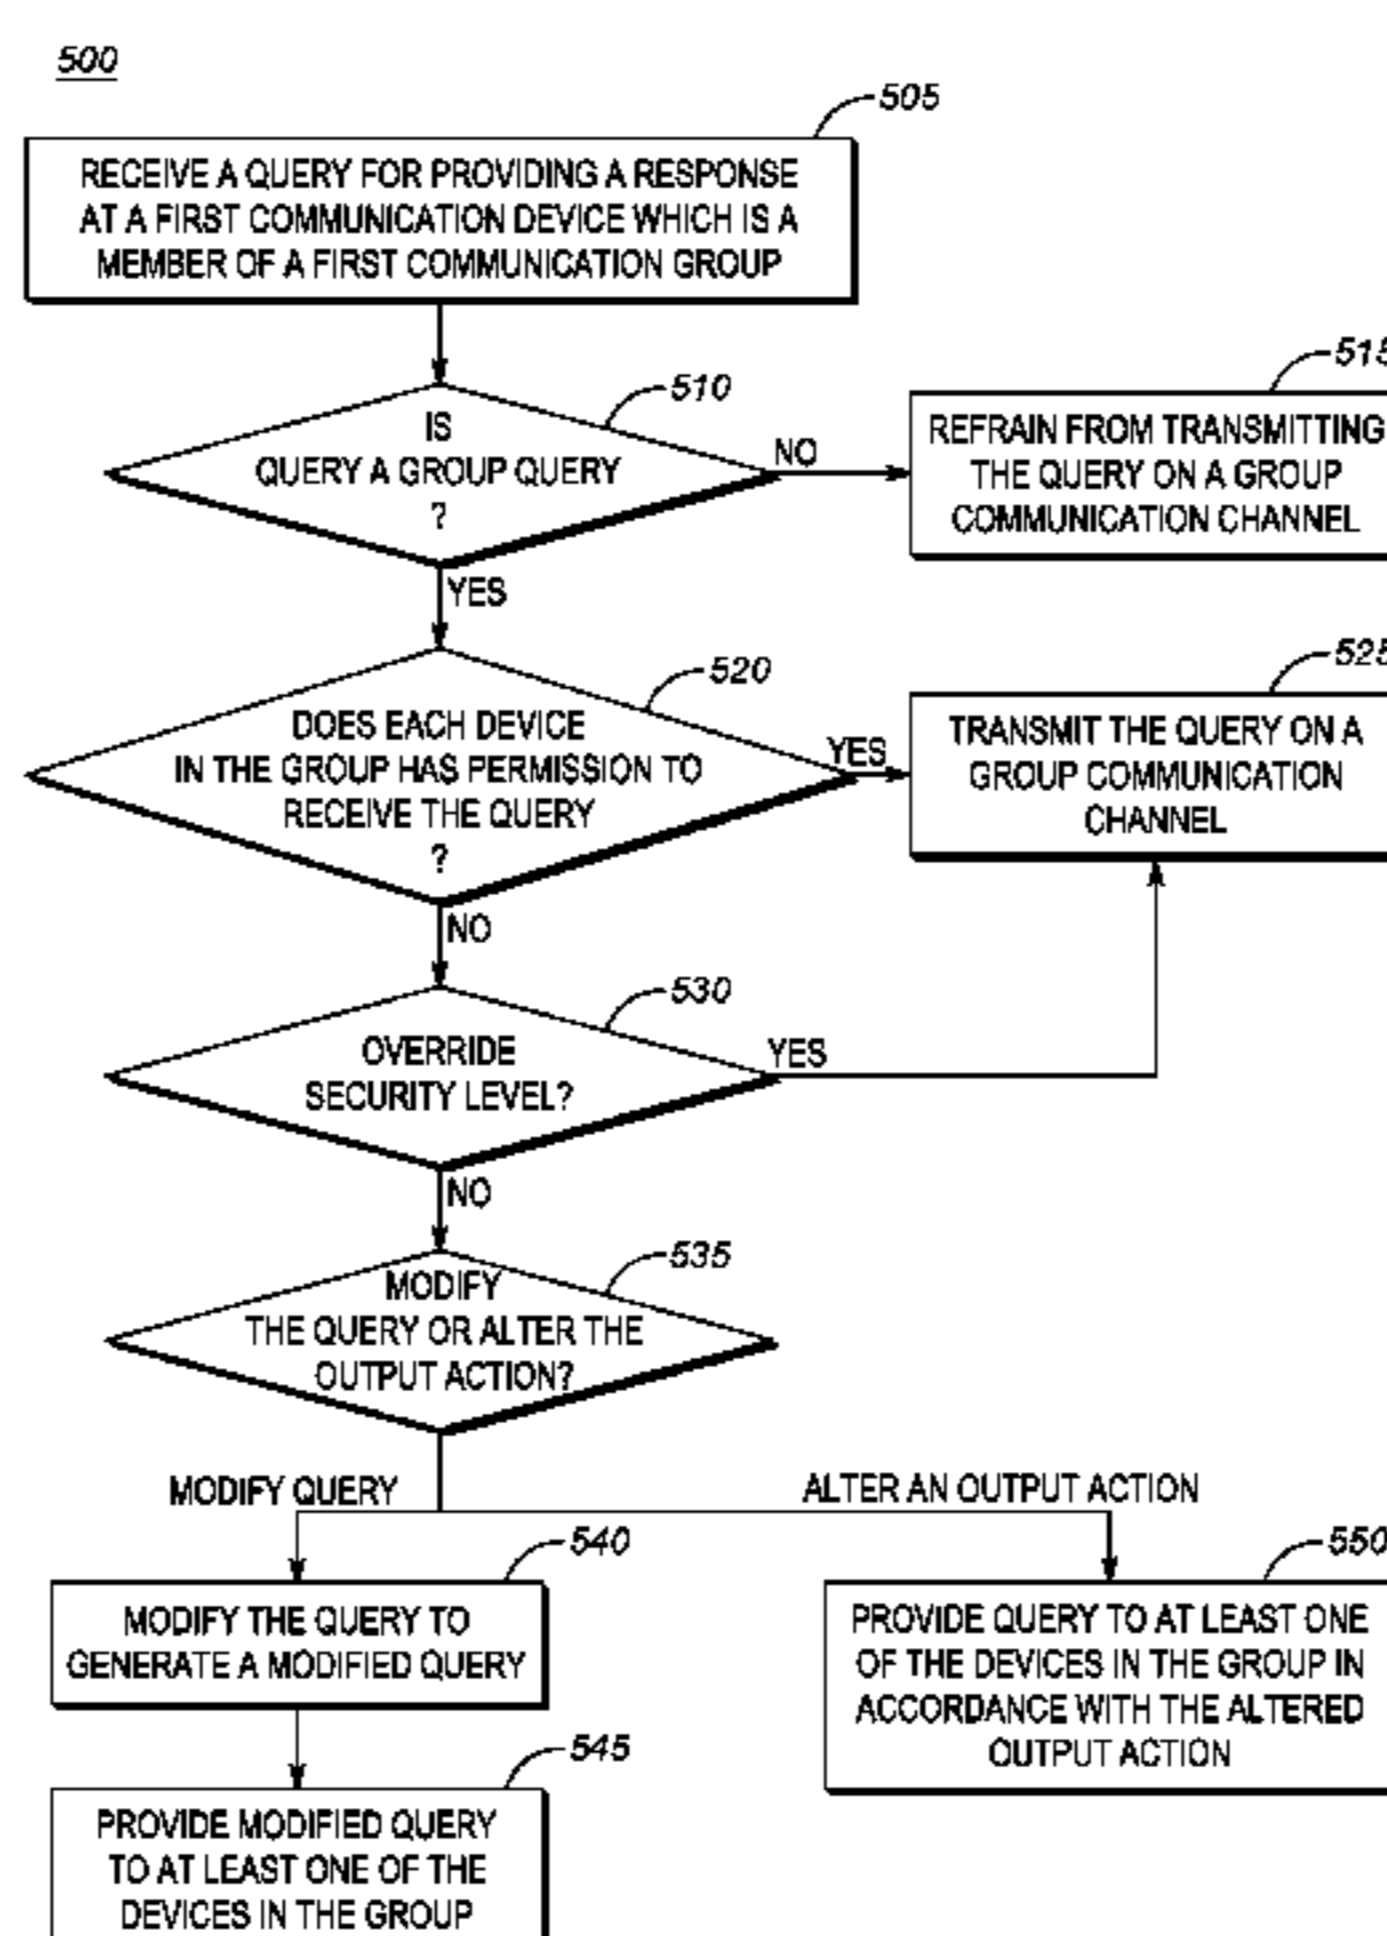 500
505
RECEIVE A QUERY FOR PROVIDING A RESPONSE
AT A FIRST COMMUNICATION DEVICE WHICH IS A
MEMBER OF A FIRST COMMUNICATION GROUP
510
IS
QUERY A GROUP QUERY
?
NO
515
REFRAIN FROM TRANSMITTING
THE QUERY ON A GROUP
COMMUNICATION CHANNEL
YES
520
DOES EACH DEVICE
IN THE GROUP HAS PERMISSION TO
RECEIVE THE QUERY
?
YES
525
TRANSMIT THE QUERY ON A
GROUP COMMUNICATION
CHANNEL
NO
530
OVERRIDE
SECURITY LEVEL?
YES
NO
535
MODIFY
THE QUERY OR ALTER THE
OUTPUT ACTION?
MODIFY QUERY
ALTER AN OUTPUT ACTION
540
MODIFY THE QUERY TO
GENERATE A MODIFIED QUERY
550
PROVIDE QUERY TO AT LEAST ONE
OF THE DEVICES IN THE GROUP IN
ACCORDANCE WITH THE ALTERED
OUTPUT ACTION
545
PROVIDE MODIFIED QUERY
TO AT LEAST ONE OF THE
DEVICES IN THE GROUP